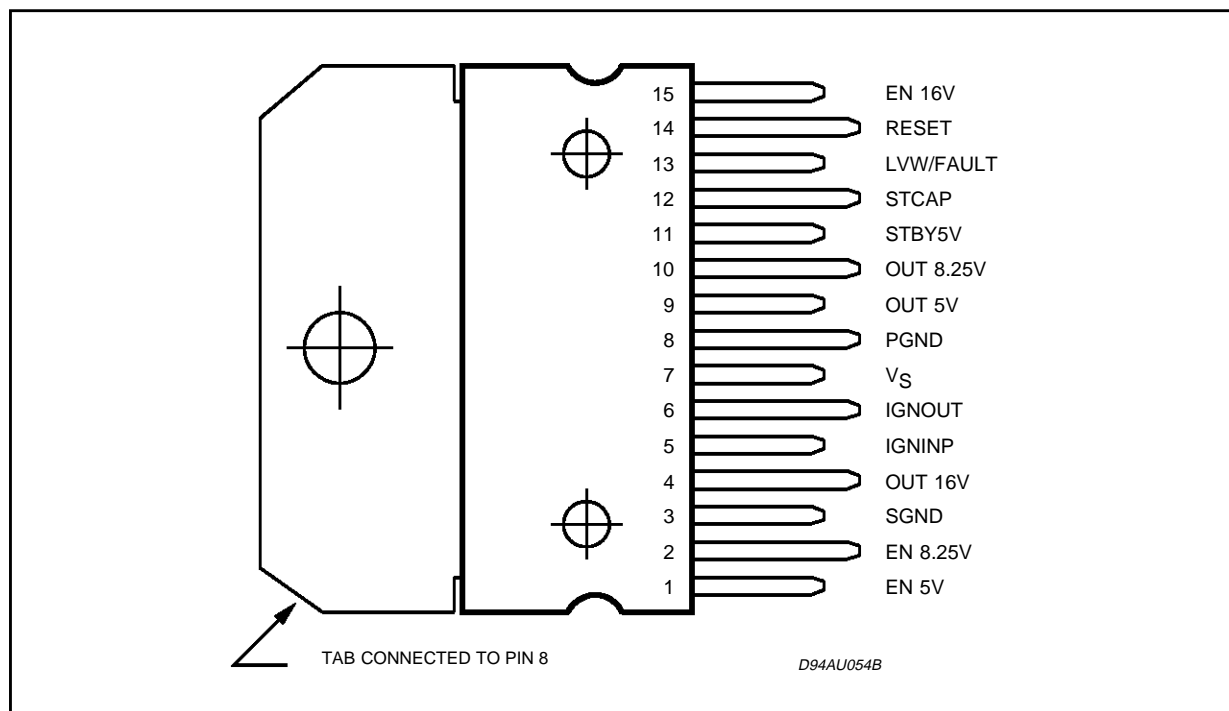 15 EN 16V
14 RESET
13 LVW/FAULT
12 STCAP
11 STBY5V
10 OUT 8.25V
9 OUT 5V
8 PGND
7 VS
6 IGNOUT
5 IGNINP
4 OUT 16V
3 SGND
2 EN 8.25V
1 EN 5V
TAB CONNECTED TO PIN 8
D94AU054B